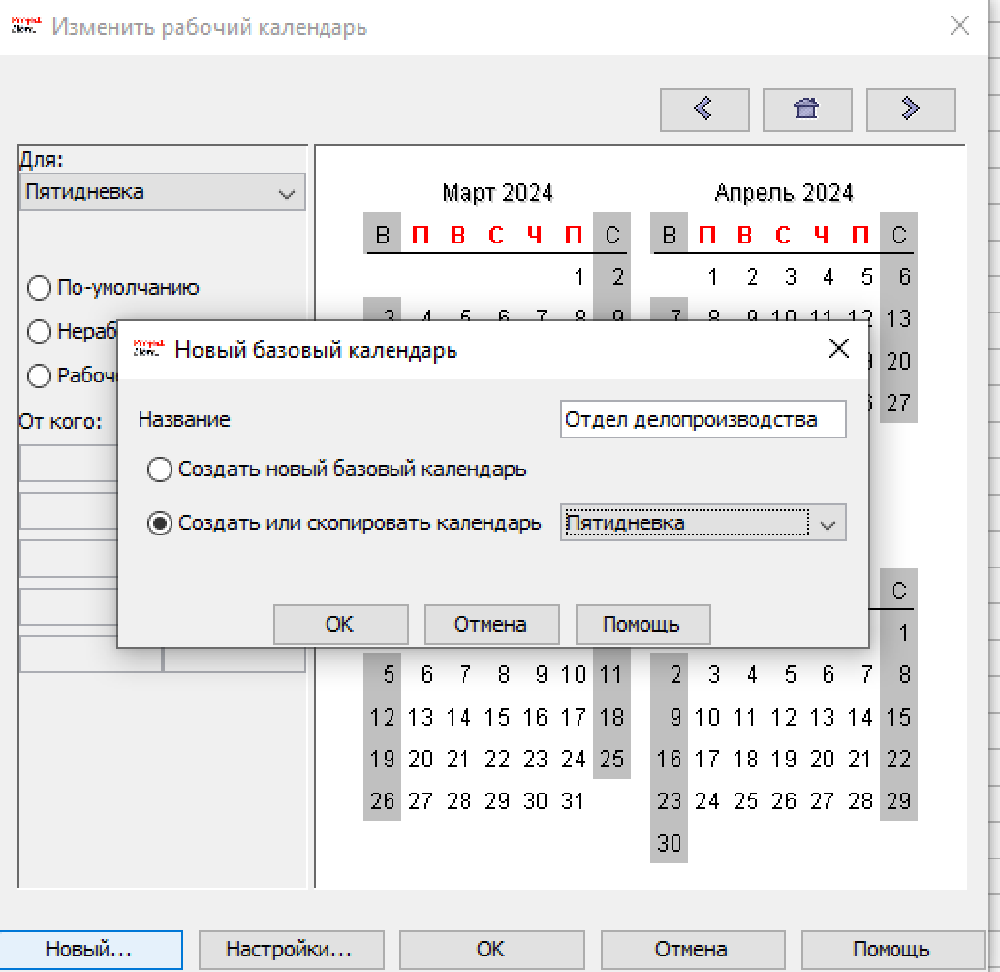 Изменить рабочий календарь
Для:
Пятидневка
По-умолчанию
Нераб
Рабоч
От кого:
Март 2024
В П В С Ч П С
1 2
3 4 5 6 7 8 9
Апрель 2024
В П В С Ч П С
1 2 3 4 5 6
7 8 9 10 11 12 13
20
27
Новый базовый календарь
Название
Отдел делопроизводства
Создать новый базовый календарь
Создать или скопировать календарь
Пятидневка
ОК
Отмена
Помощь
5 6 7 8 9 10 11
12 13 14 15 16 17 18
19 20 21 22 23 24 25
26 27 28 29 30 31
С
1
2 3 4 5 6 7 8
9 10 11 12 13 14 15
16 17 18 19 20 21 22
23 24 25 26 27 28 29
30
Новый...
Настройки...
ОК
Отмена
Помощь